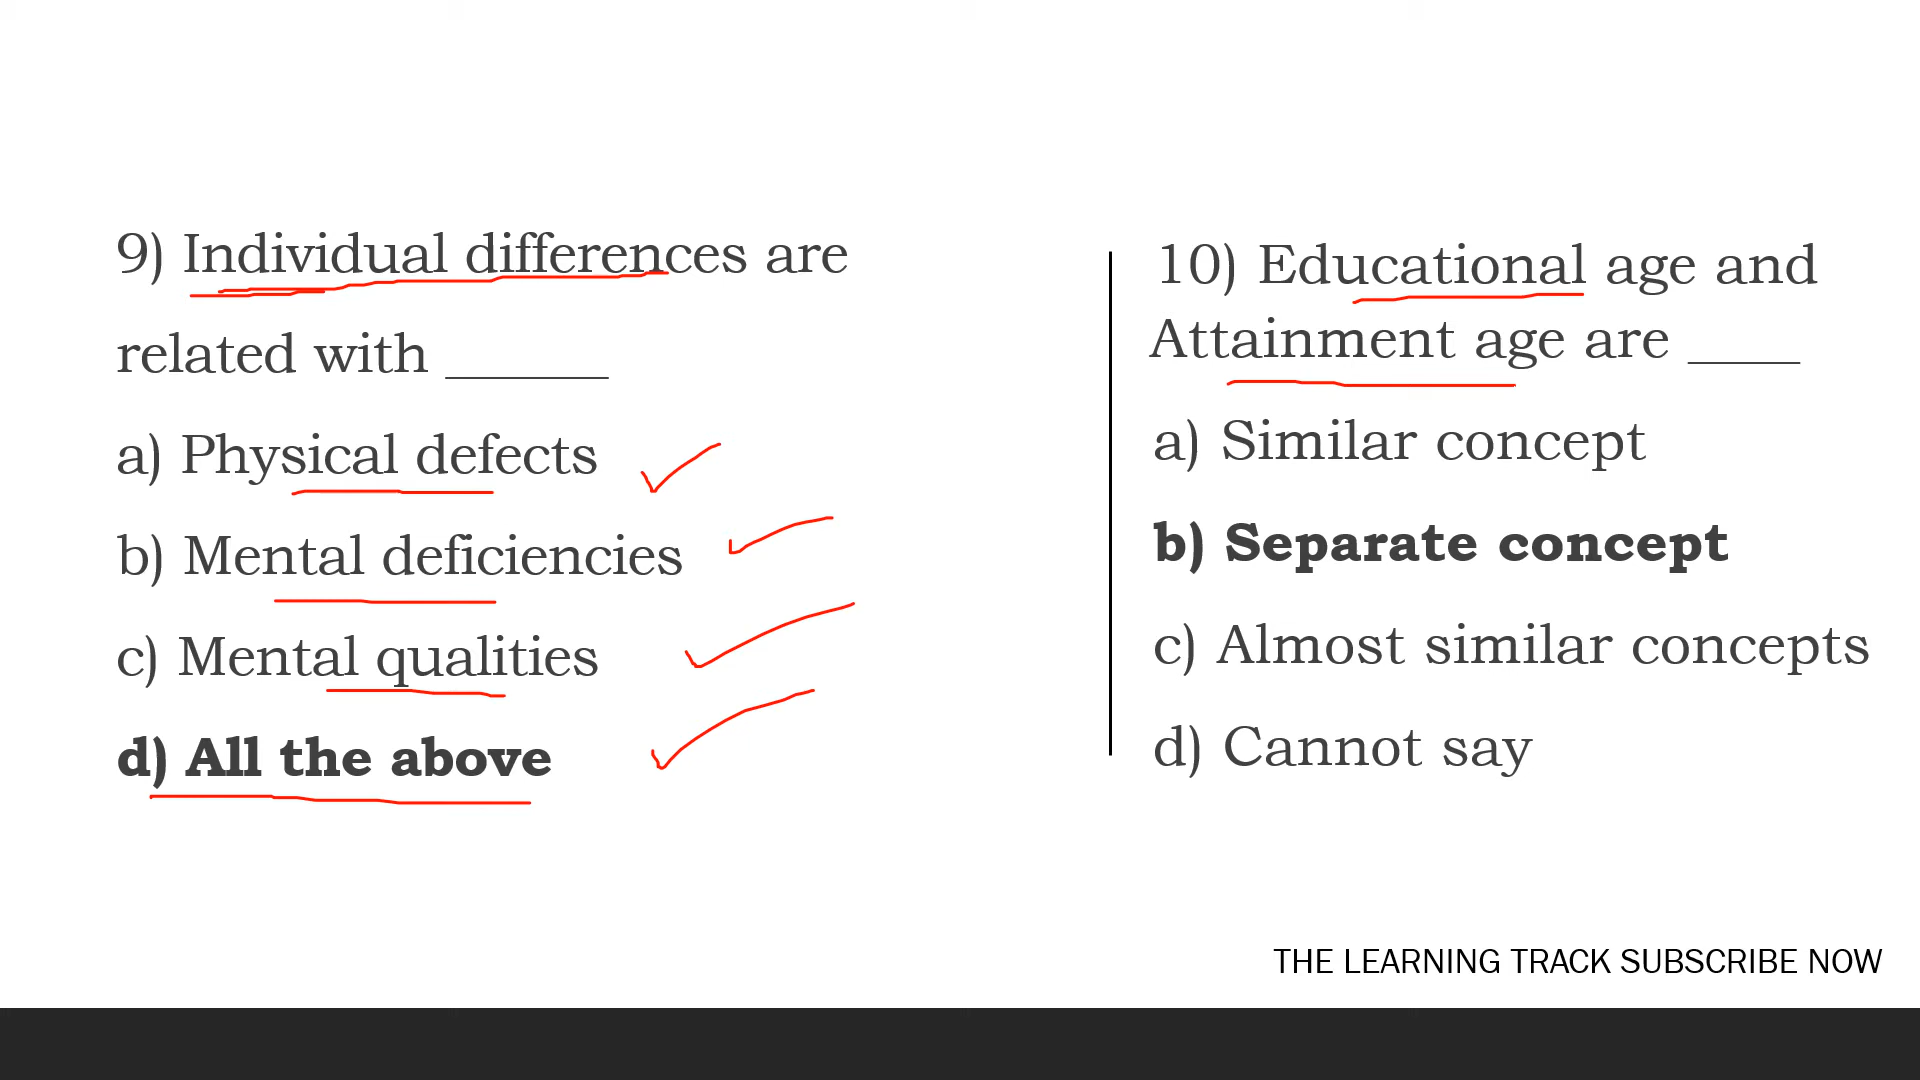 9) Individual differences are
related with ______
a) Physical defects
b) Mental deficiencies
c) Mental qualities
d) All the above
10) Educational age and
Attainment age are ____
a) Similar concept
b) Separate concept
c) Almost similar concepts
d) Cannot say
THE LEARNING TRACK SUBSCRIBE NOW